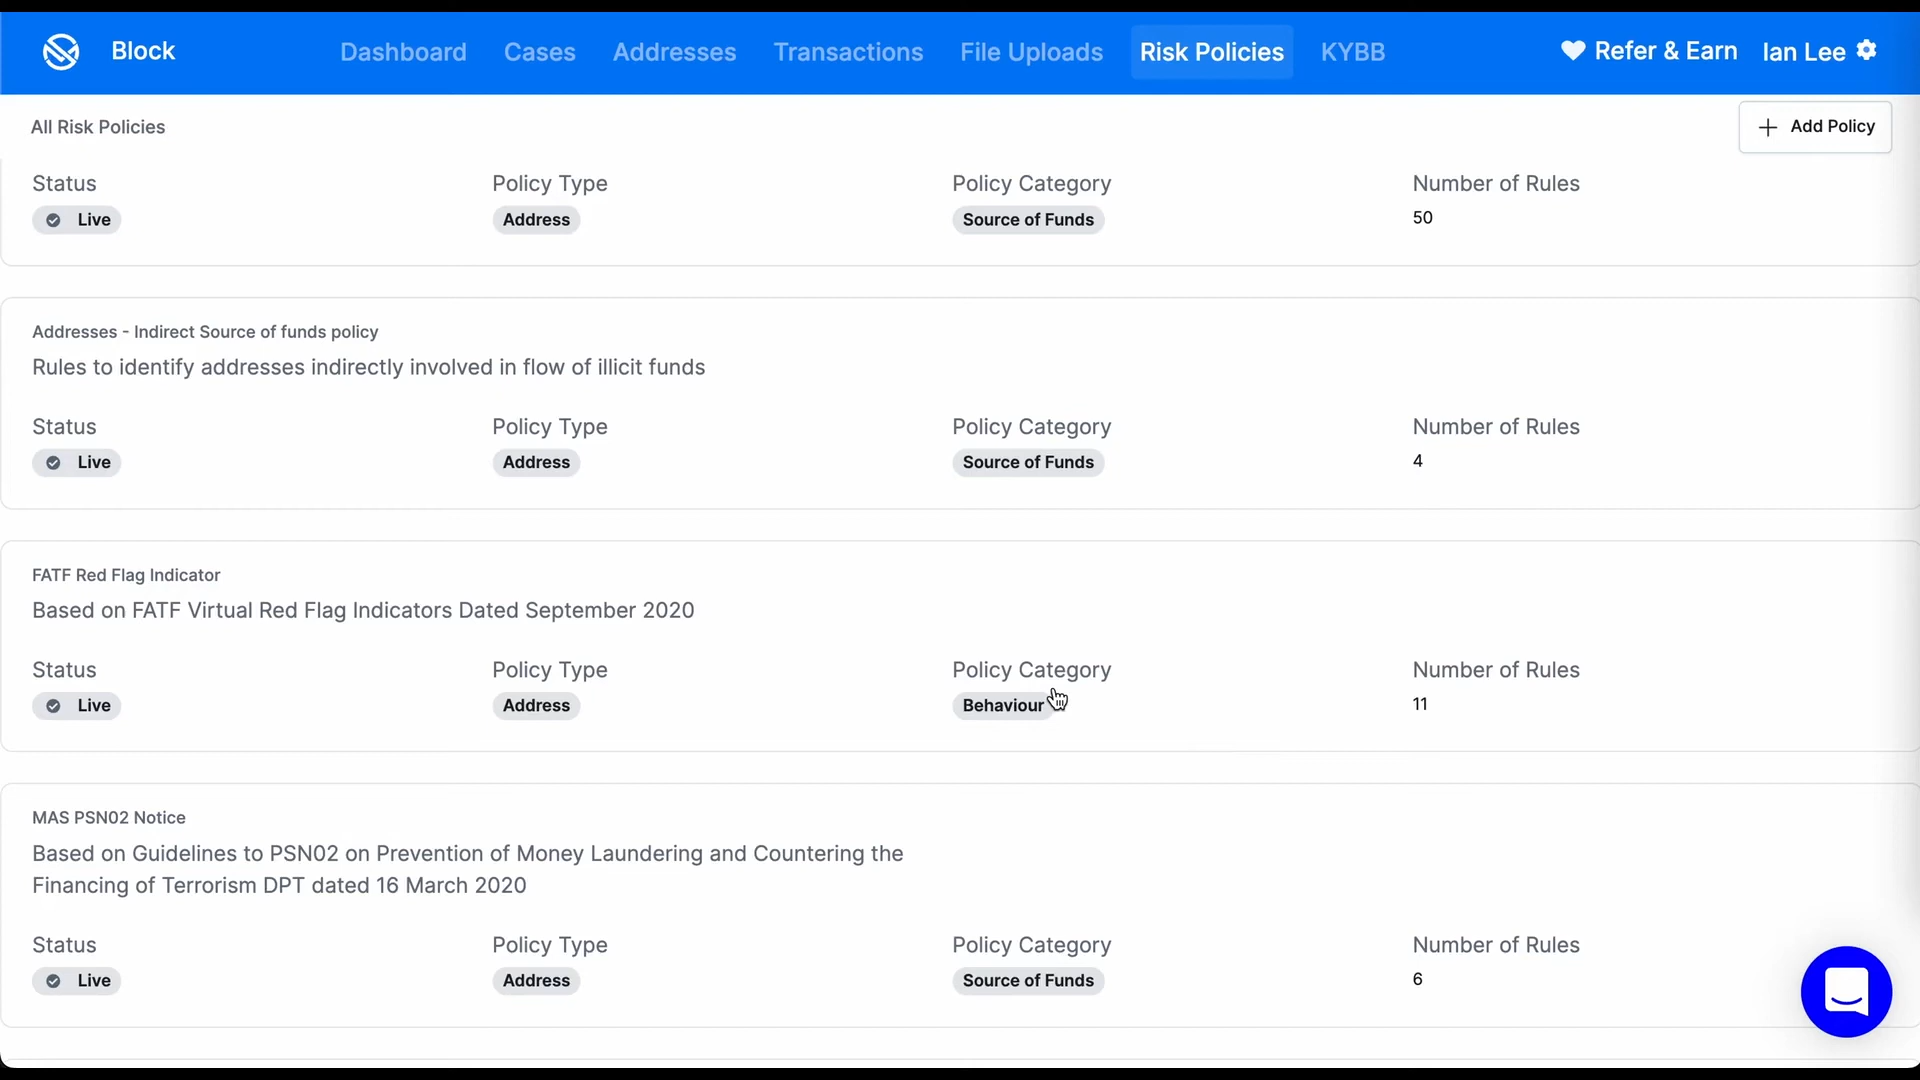 Block Dashboard Cases Addresses Transactions File Uploads Risk Policies KYBB Refer & Earn Ian Lee
All Risk Policies Add Policy
Status Policy Type Policy Category Number of Rules
Live Address Source of Funds 50
Addresses - Indirect Source of funds policy
Rules to identify addresses indirectly involved in flow of illicit funds
Status Policy Type Policy Category Number of Rules
Live Address Source of Funds 4
FATF Red Flag Indicator
Based on FATF Virtual Red Flag Indicators Dated September 2020
Status Policy Type Policy Category Number of Rules
Live Address Behaviour 11
MAS PSN02 Notice
Based on Guidelines to PSN02 on Prevention of Money Laundering and Countering the
Financing of Terrorism DPT dated 16 March 2020
Status Policy Type Policy Category Number of Rules
Live Address Source of Funds 6